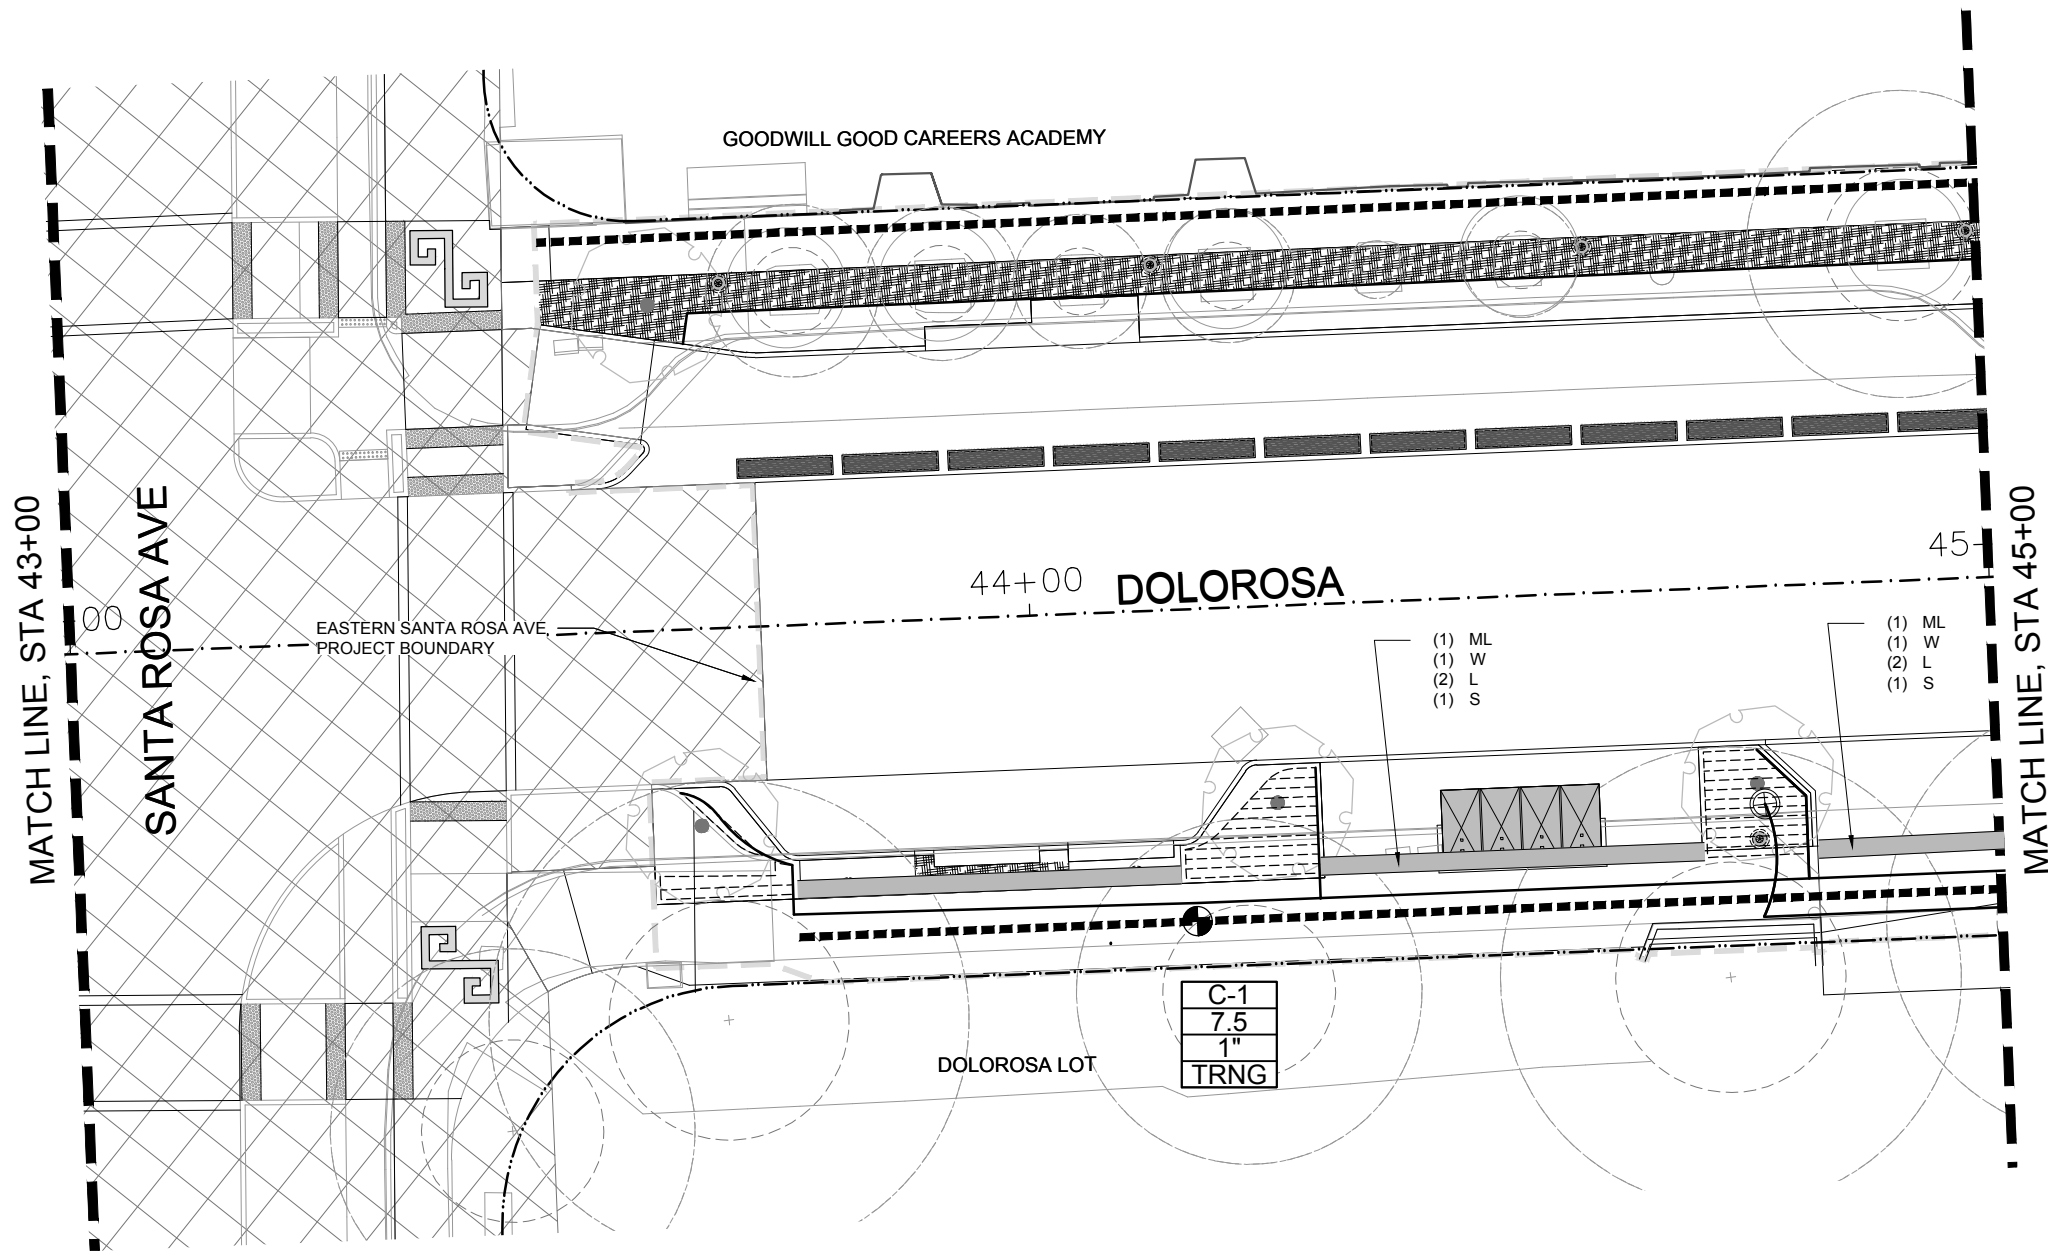 GOODWILL GOOD CAREERS ACADEMY
MATCH LINE, STA 43+00
SANTA ROSA AVE
00
EASTERN SANTA ROSA AVE
PROJECT BOUNDARY
44+00
DOLOROSA
45
(1) ML
(1) W
(2) L
(1) S
(1) ML
(1) W
(2) L
(1) S
MATCH LINE, STA 45+00
C-1
7.5
1"
TRNG
DOLOROSA LOT